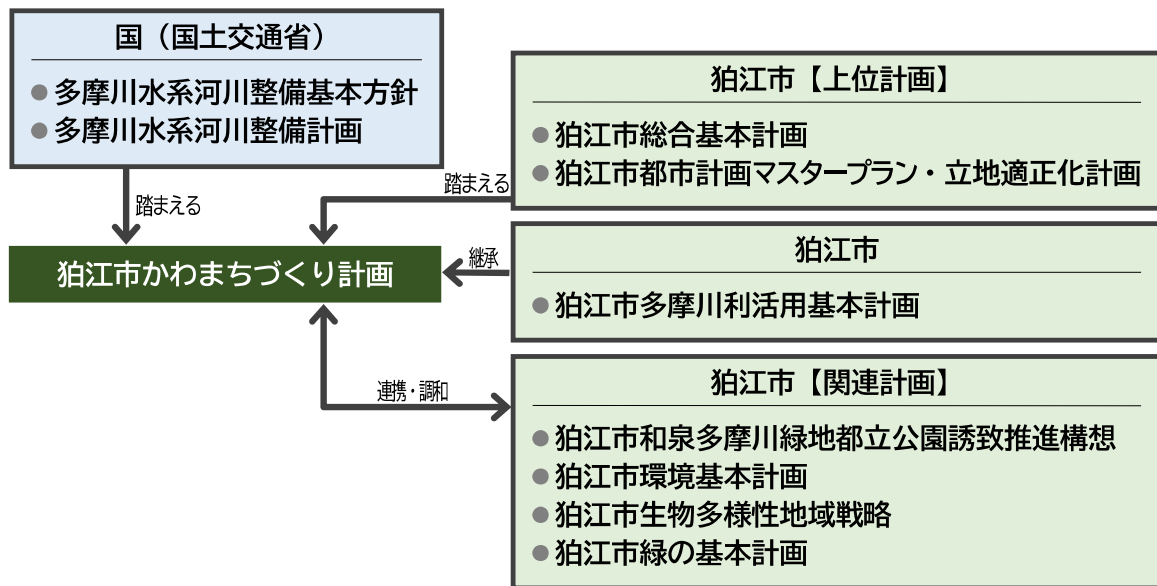 国（国土交通省）
●多摩川水系河川整備基本方針
●多摩川水系河川整備計画
踏まえる
狛江市【上位計画】
●狛江市総合基本計画
●狛江市都市計画マスタープラン・立地適正化計画
踏まえる
狛江市かわまちづくり計画
継承
狛江市
●狛江市多摩川利活用基本計画
連携・調和
狛江市【関連計画】
●狛江市和泉多摩川緑地都立公園誘致推進構想
●狛江市環境基本計画
●狛江市生物多様性地域戦略
●狛江市緑の基本計画